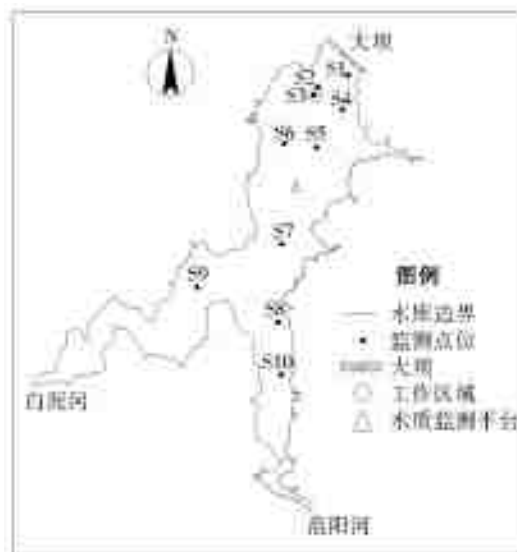 N
大坝
S1
S2
S3
S4
S6 S5
S7
S9
S8
S10
图例
水库边界
监测点位
大坝
工作区域
水质监测平台
白泥河
范阳河